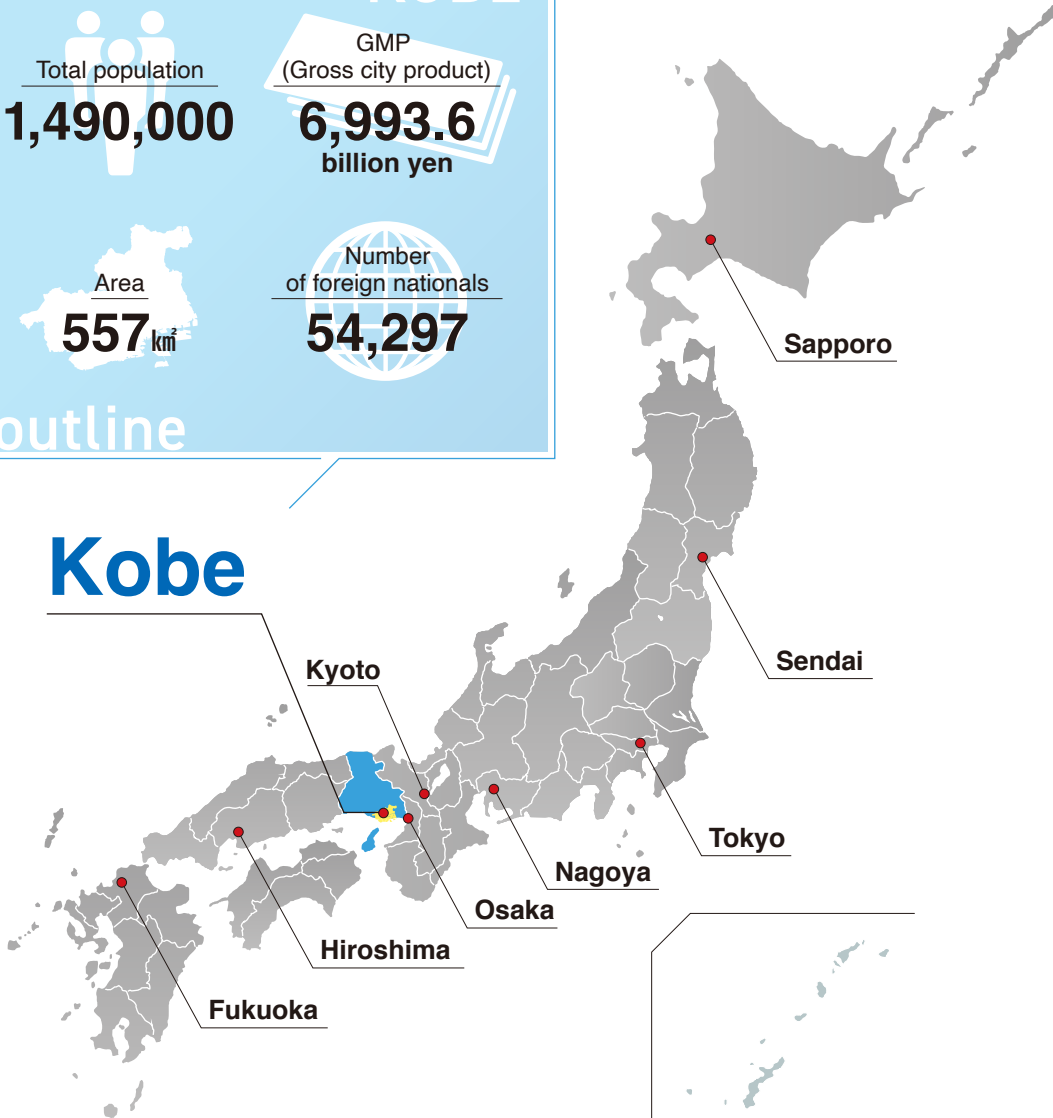 Total population
1,490,000
GMP
(Gross city product)
6,993.6
billion yen
Area
557㎢
Number
of foreign nationals
54,297
outline
Kobe
Sapporo
Sendai
Kyoto
Tokyo
Nagoya
Osaka
Hiroshima
Fukuoka